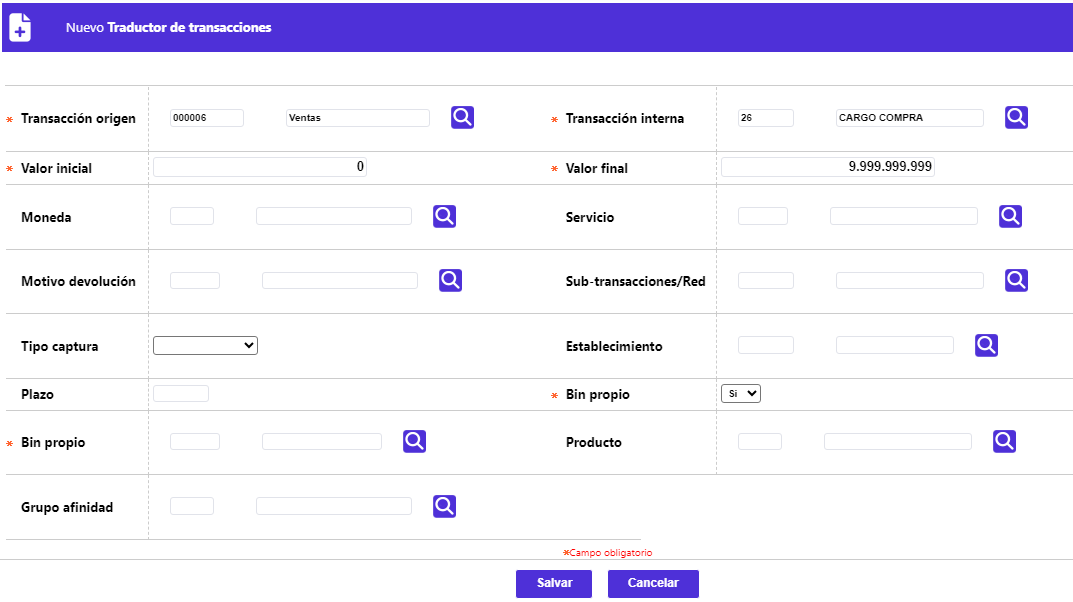 Nuevo Traductor de transacciones
* Transacción origen 000006 Ventas * Transacción interna 26 CARGO COMPRA
* Valor inicial 0 * Valor final 9.999.999.999
Moneda Servicio
Motivo devolución Sub-transacciones/Red
Tipo captura Establecimiento
Plazo * Bin propio Si
* Bin propio Producto
Grupo afinidad
*Campo obligatorio
Salvar Cancelar